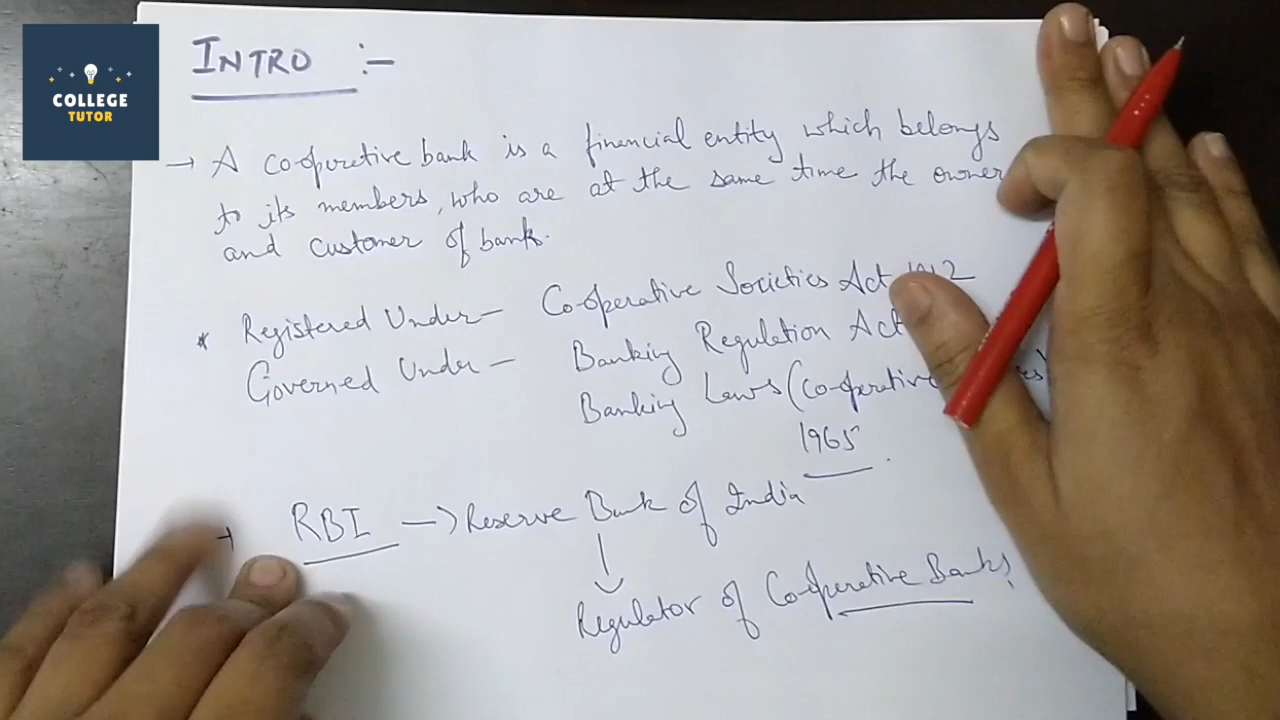 COLLEGE
TUTOR
INTRO :-
→ A co-operative bank is a financial entity which belongs
to its members, who are at the same time the owner
and customer of bank.
* Registered Under - Co-operative Societies Act
Governed Under - Banking Regulation Act
Banking Laws (Co-operative
1965
→ RBI → Reserve Bank of India
↓
Regulator of Co-operative Banks.